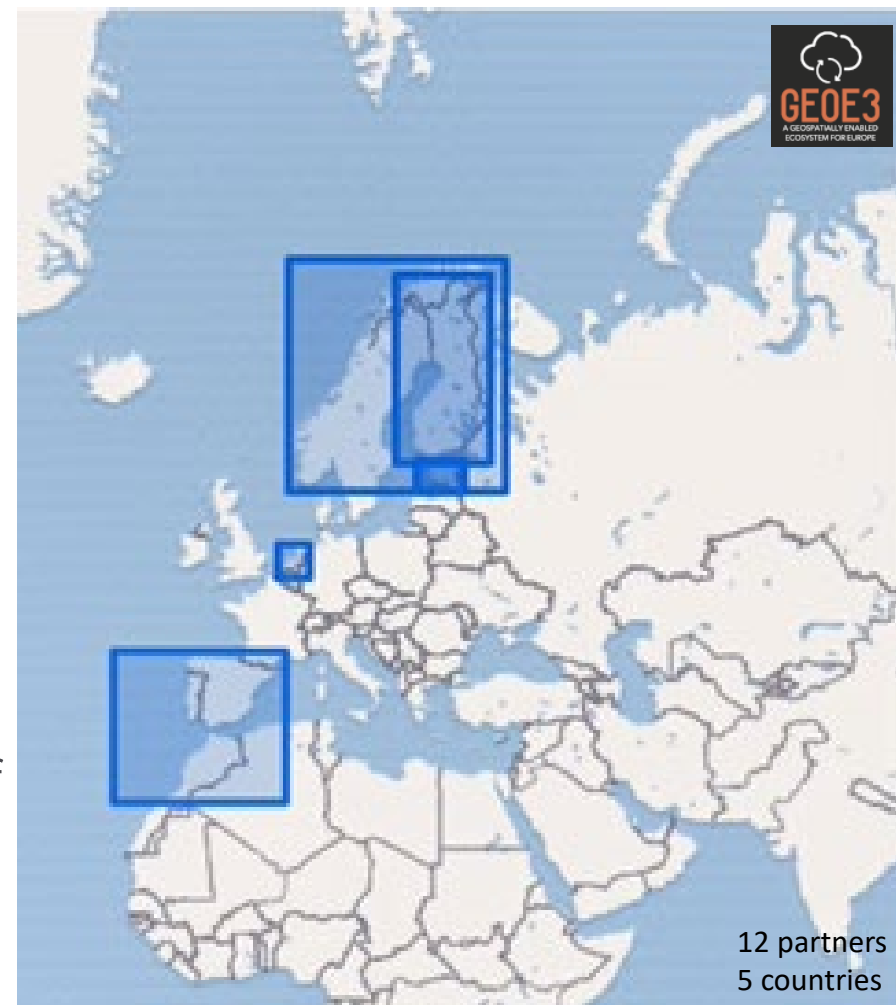 GEOE3
A GEOSPATIALLY ENABLED
ECOSYSTEM FOR EUROPE
12 partners
5 countries